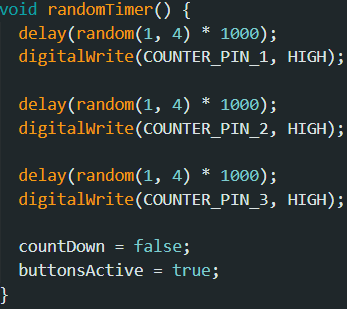 void randomTimer() {
  delay(random(1, 4) * 1000);
  digitalWrite(COUNTER_PIN_1, HIGH);

  delay(random(1, 4) * 1000);
  digitalWrite(COUNTER_PIN_2, HIGH);

  delay(random(1, 4) * 1000);
  digitalWrite(COUNTER_PIN_3, HIGH);

  countDown = false;
  buttonsActive = true;
}